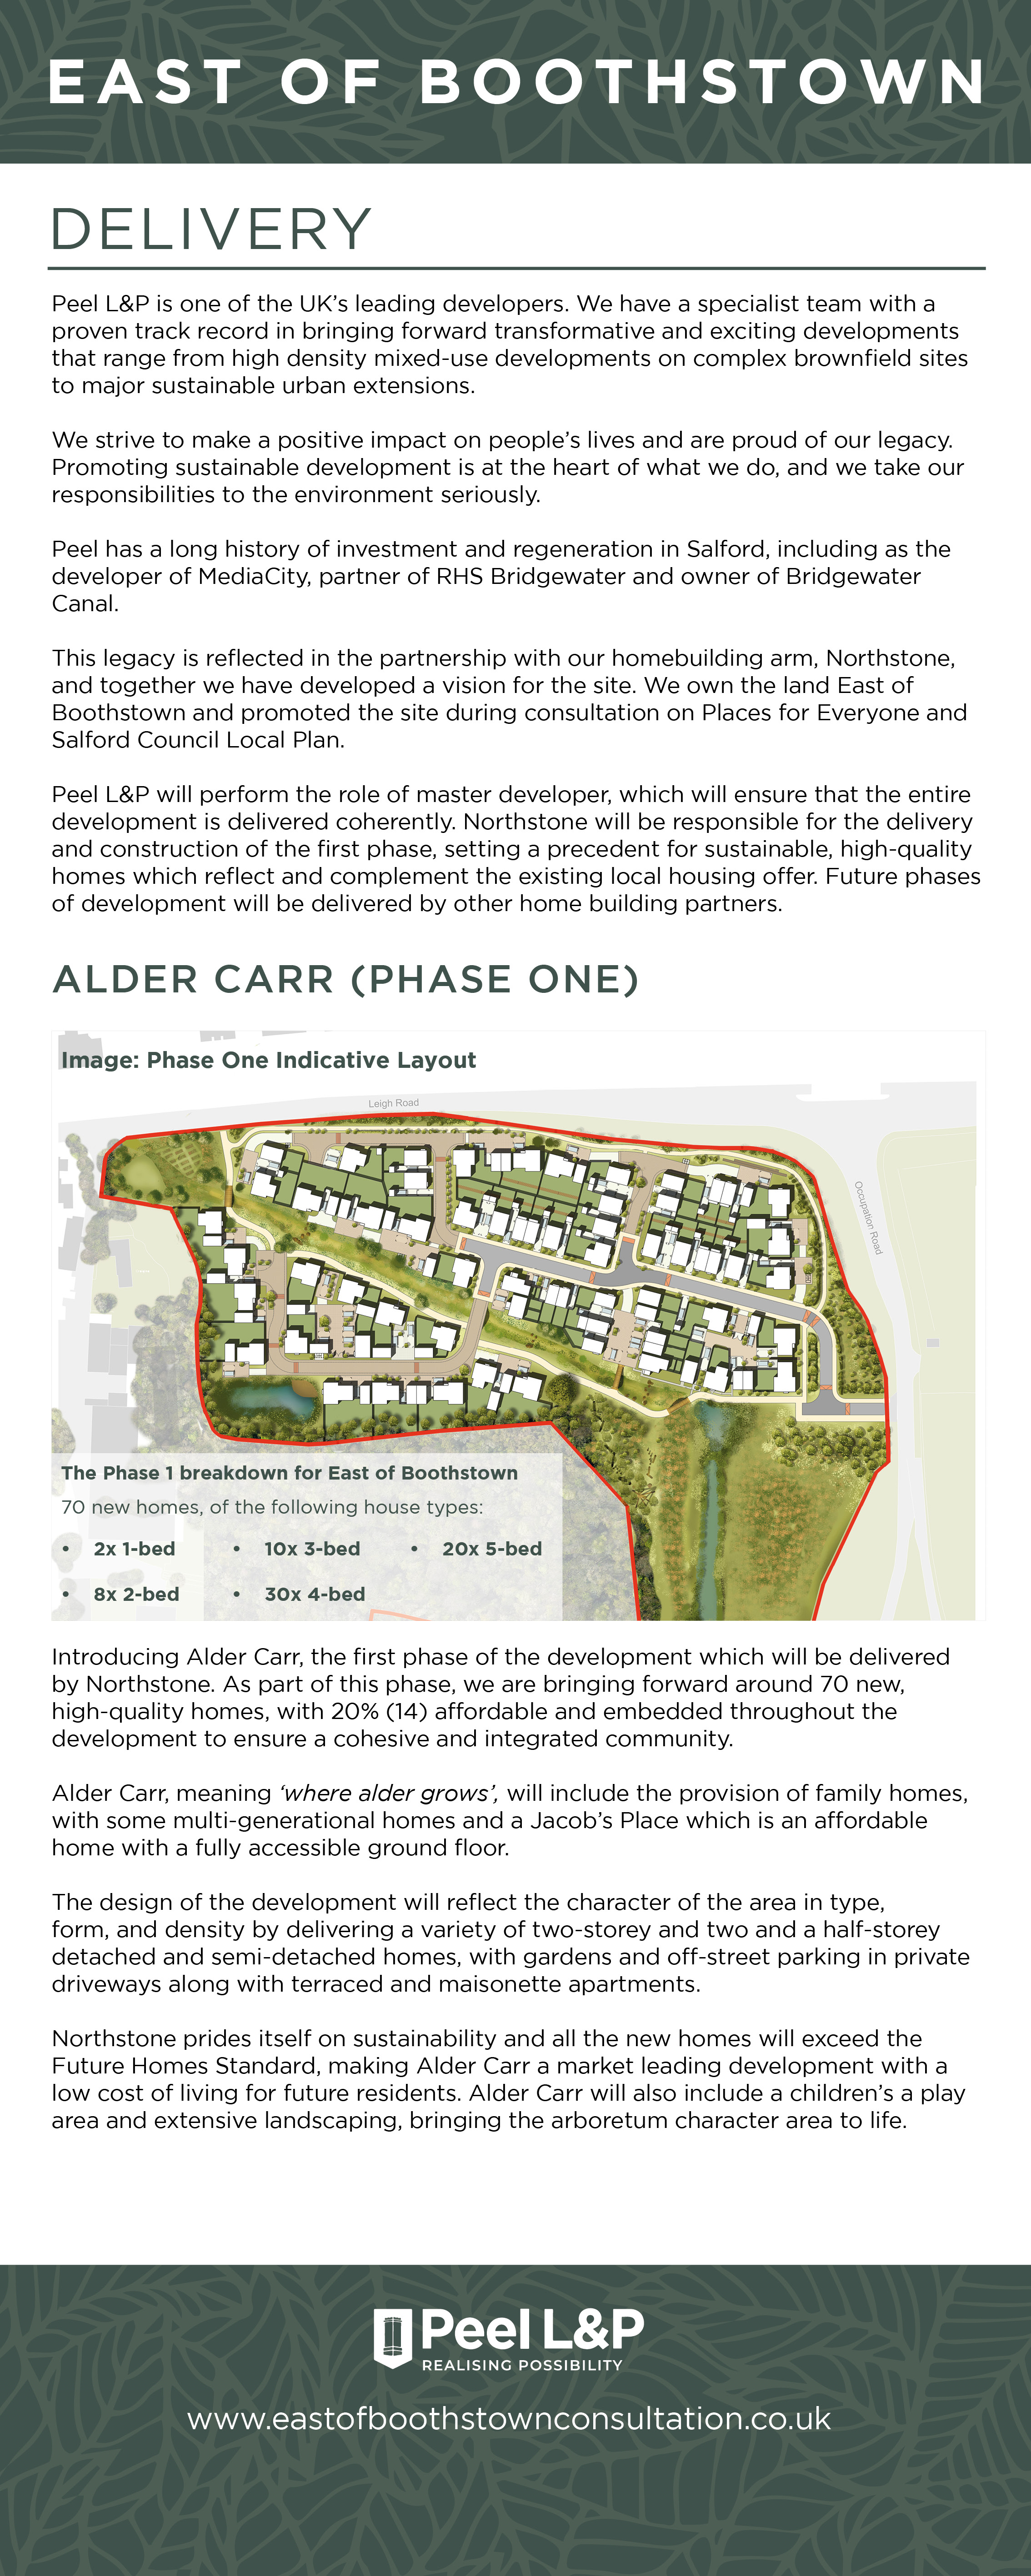 EAST OF BOOTHSTOWN
DELIVERY
Peel L&P is one of the UK’s leading developers. We have a specialist team with a
proven track record in bringing forward transformative and exciting developments
that range from high density mixed-use developments on complex brownfield sites
to major sustainable urban extensions.
We strive to make a positive impact on people’s lives and are proud of our legacy.
Promoting sustainable development is at the heart of what we do, and we take our
responsibilities to the environment seriously.
Peel has a long history of investment and regeneration in Salford, including as the
developer of MediaCity, partner of RHS Bridgewater and owner of Bridgewater
Canal.
This legacy is reflected in the partnership with our homebuilding arm, Northstone,
and together we have developed a vision for the site. We own the land East of
Boothstown and promoted the site during consultation on Places for Everyone and
Salford Council Local Plan.
Peel L&P will perform the role of master developer, which will ensure that the entire
development is delivered coherently. Northstone will be responsible for the delivery
and construction of the first phase, setting a precedent for sustainable, high-quality
homes which reflect and complement the existing local housing offer. Future phases
of development will be delivered by other home building partners.
ALDER CARR (PHASE ONE)
Image: Phase One Indicative Layout
Leigh Road
Occupation Road
The Phase 1 breakdown for East of Boothstown
70 new homes, of the following house types:
• 2x 1-bed • 10x 3-bed • 20x 5-bed
• 8x 2-bed • 30x 4-bed
Introducing Alder Carr, the first phase of the development which will be delivered
by Northstone. As part of this phase, we are bringing forward around 70 new,
high-quality homes, with 20% (14) affordable and embedded throughout the
development to ensure a cohesive and integrated community.
Alder Carr, meaning ‘where alder grows’, will include the provision of family homes,
with some multi-generational homes and a Jacob’s Place which is an affordable
home with a fully accessible ground floor.
The design of the development will reflect the character of the area in type,
form, and density by delivering a variety of two-storey and two and a half-storey
detached and semi-detached homes, with gardens and off-street parking in private
driveways along with terraced and maisonette apartments.
Northstone prides itself on sustainability and all the new homes will exceed the
Future Homes Standard, making Alder Carr a market leading development with a
low cost of living for future residents. Alder Carr will also include a children’s a play
area and extensive landscaping, bringing the arboretum character area to life.
Peel L&P
REALISING POSSIBILITY
www.eastofboothstownconsultation.co.uk